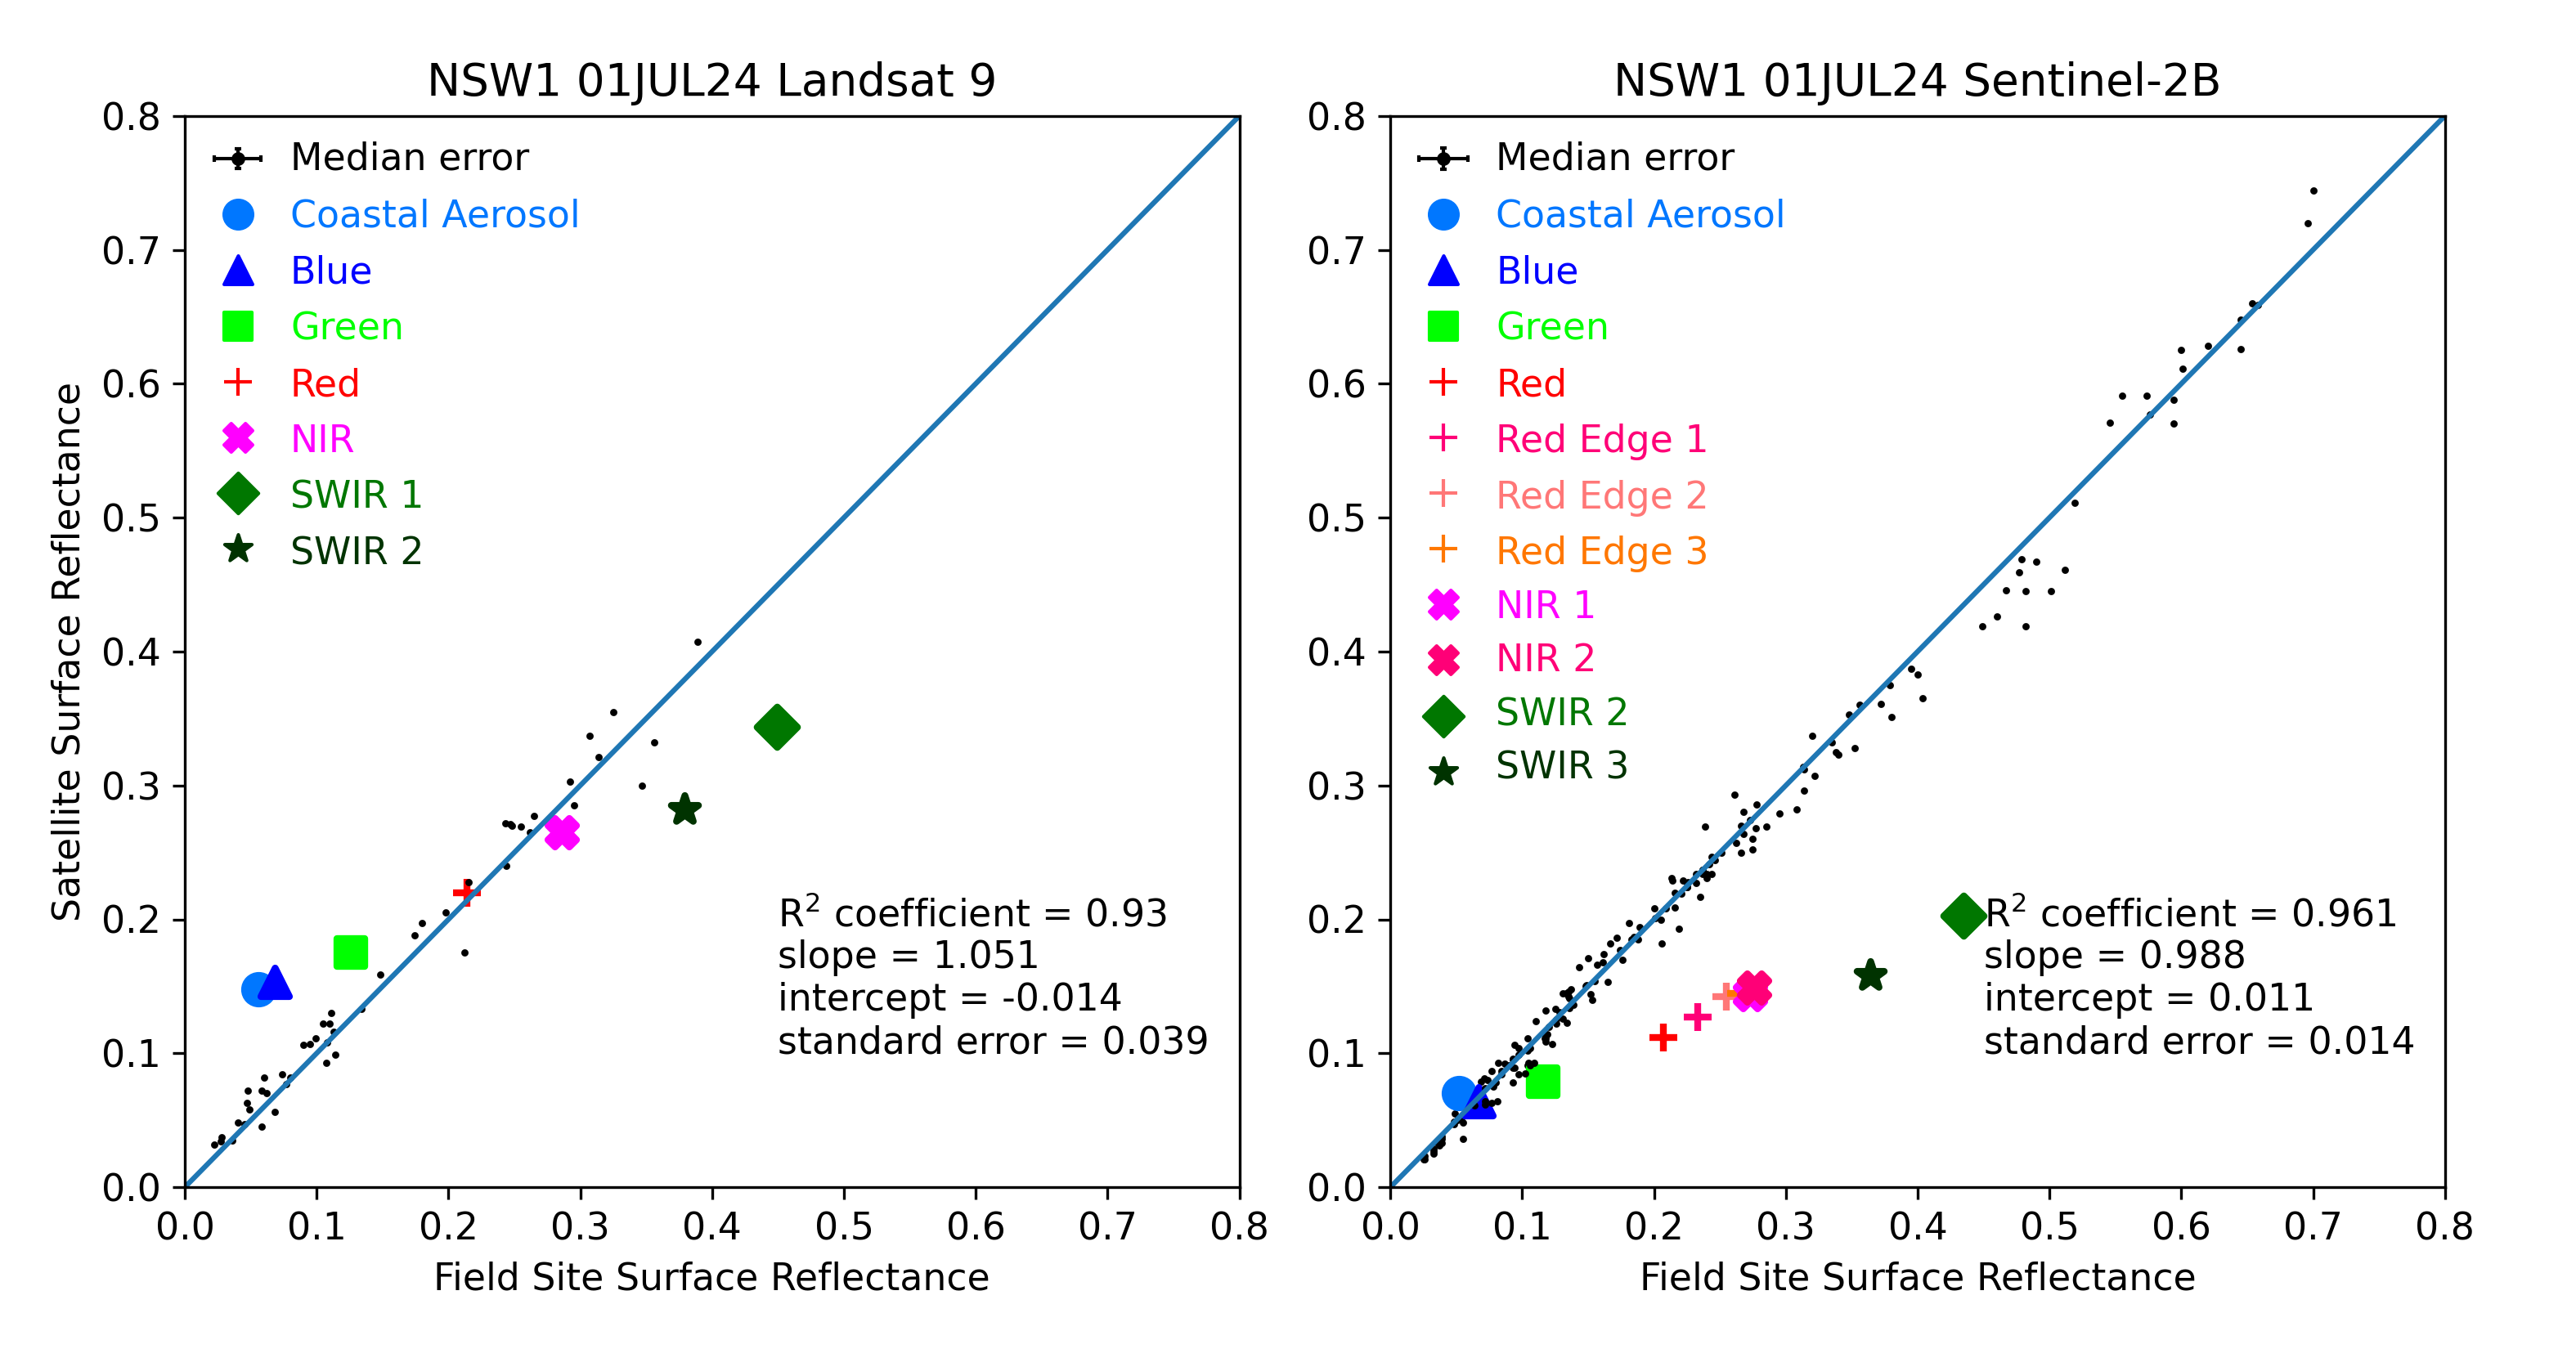 NSW1 01JUL24 Landsat 9
Satellite Surface Reflectance
0.8
0.7
0.6
0.5
0.4
0.3
0.2
0.1
0.0
Median error
Coastal Aerosol
Blue
Green
Red
NIR
SWIR 1
SWIR 2
R² coefficient = 0.93
slope = 1.051
intercept = -0.014
standard error = 0.039
0.0 0.1 0.2 0.3 0.4 0.5 0.6 0.7 0.8
Field Site Surface Reflectance
NSW1 01JUL24 Sentinel-2B
0.8
0.7
0.6
0.5
0.4
0.3
0.2
0.1
0.0
Median error
Coastal Aerosol
Blue
Green
Red
Red Edge 1
Red Edge 2
Red Edge 3
NIR 1
NIR 2
SWIR 2
SWIR 3
R² coefficient = 0.961
slope = 0.988
intercept = 0.011
standard error = 0.014
0.0 0.1 0.2 0.3 0.4 0.5 0.6 0.7 0.8
Field Site Surface Reflectance